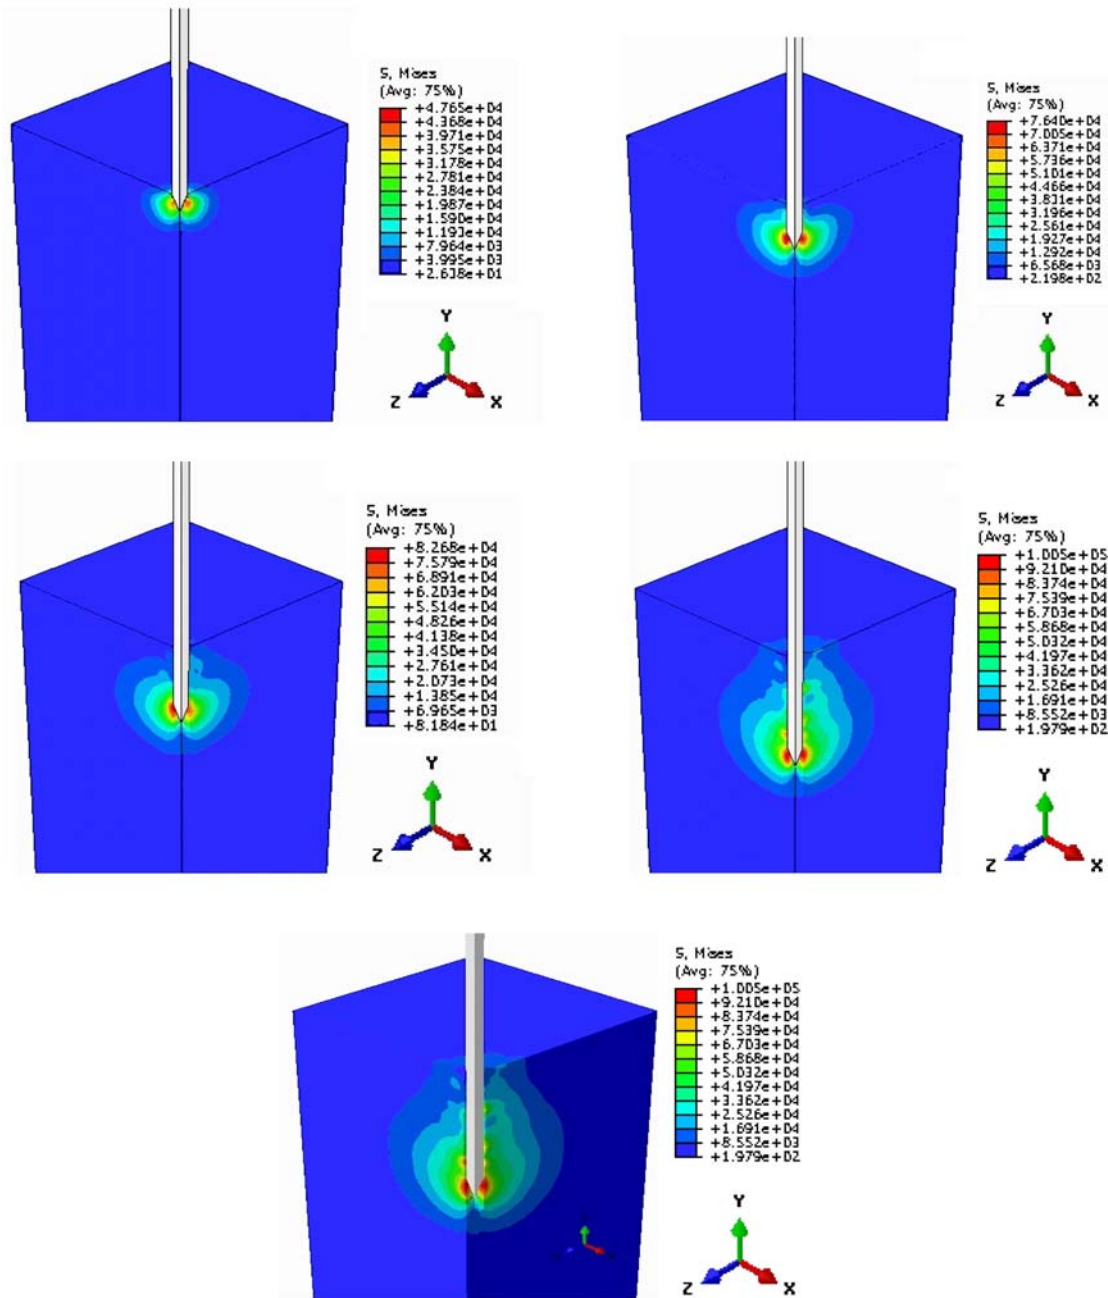 S, Mises
(Avg: 75%)
+4.765e+04
+4.368e+04
+3.971e+04
+3.575e+04
+3.178e+04
+2.781e+04
+2.384e+04
+1.987e+04
+1.590e+04
+1.193e+04
+7.964e+03
+3.995e+03
+2.638e+01
Y
Z X
S, Mises
(Avg: 75%)
+7.640e+04
+7.005e+04
+6.371e+04
+5.736e+04
+5.101e+04
+4.466e+04
+3.831e+04
+3.196e+04
+2.561e+04
+1.927e+04
+1.292e+04
+6.568e+03
+2.198e+02
Y
Z X
S, Mises
(Avg: 75%)
+8.268e+04
+7.579e+04
+6.891e+04
+6.203e+04
+5.514e+04
+4.826e+04
+4.138e+04
+3.450e+04
+2.761e+04
+2.073e+04
+1.385e+04
+6.965e+03
+8.184e+01
Y
Z X
S, Mises
(Avg: 75%)
+1.005e+05
+9.210e+04
+8.374e+04
+7.539e+04
+6.703e+04
+5.868e+04
+5.032e+04
+4.197e+04
+3.362e+04
+2.526e+04
+1.691e+04
+8.552e+03
+1.979e+02
Y
Z X
S, Mises
(Avg: 75%)
+1.005e+05
+9.210e+04
+8.374e+04
+7.539e+04
+6.703e+04
+5.868e+04
+5.032e+04
+4.197e+04
+3.362e+04
+2.526e+04
+1.691e+04
+8.552e+03
+1.979e+02
Y
Z X